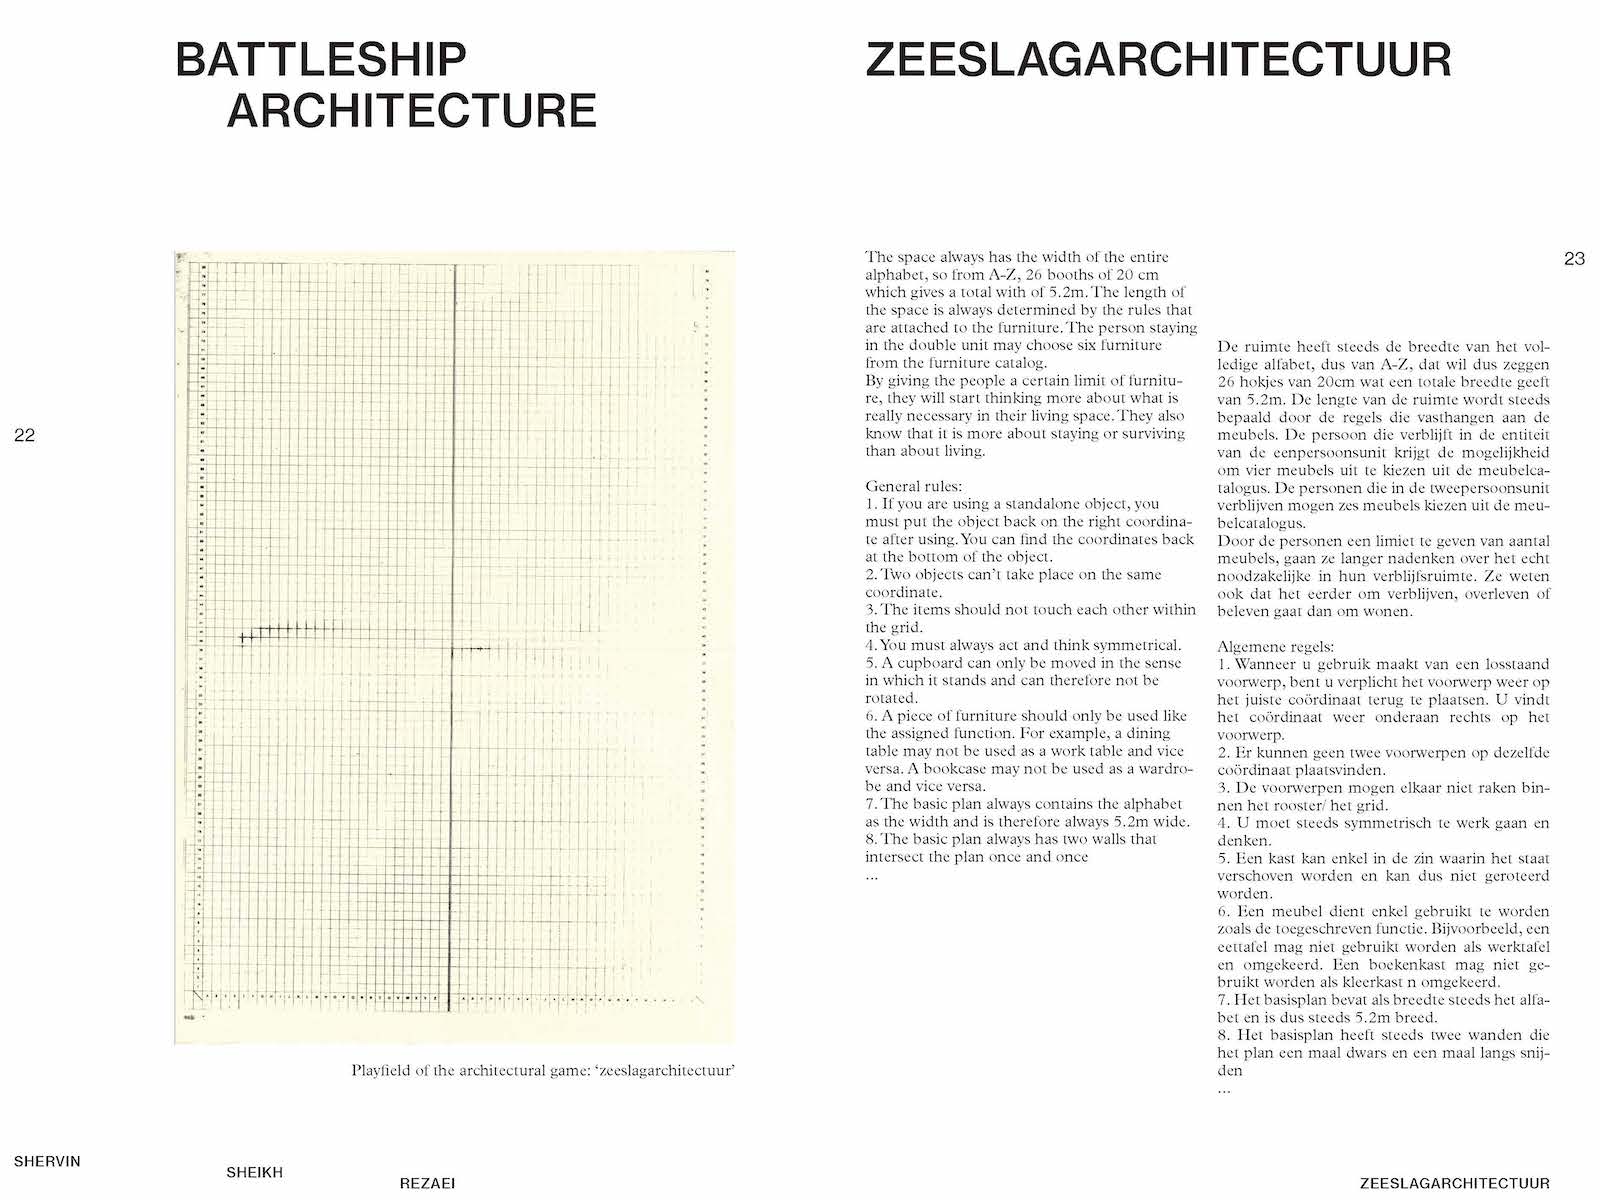 BATTLESHIP
ARCHITECTURE
22
Playfield of the architectural game: ‘zeeslagarchitectuur’
SHERVIN
SHEIKH
REZAEI
ZEESLAGARCHITECTUUR
23
The space always has the width of the entire
alphabet, so from A-Z, 26 booths of 20 cm
which gives a total with of 5.2m. The length of
the space is always determined by the rules that
are attached to the furniture. The person staying
in the double unit may choose six furniture
from the furniture catalog.
By giving the people a certain limit of furnitu-
re, they will start thinking more about what is
really necessary in their living space. They also
know that it is more about staying or surviving
than about living.
General rules:
1. If you are using a standalone object, you
must put the object back on the right coordina-
te after using. You can find the coordinates back
at the bottom of the object.
2. Two objects can’t take place on the same
coordinate.
3. The items should not touch each other within
the grid.
4. You must always act and think symmetrical.
5. A cupboard can only be moved in the sense
in which it stands and can therefore not be
rotated.
6. A piece of furniture should only be used like
the assigned function. For example, a dining
table may not be used as a work table and vice
versa. A bookcase may not be used as a wardro-
be and vice versa.
7. The basic plan always contains the alphabet
as the width and is therefore always 5.2m wide.
8. The basic plan always has two walls that
intersect the plan once and once
...
De ruimte heeft steeds de breedte van het vol-
ledige alfabet, dus van A-Z, dat wil dus zeggen
26 hokjes van 20cm wat een totale breedte geeft
van 5.2m. De lengte van de ruimte wordt steeds
bepaald door de regels die vasthangen aan de
meubels. De persoon die verblijft in de entiteit
van de eenpersoonsunit krijgt de mogelijkheid
om vier meubels uit te kiezen uit de meubelca-
talogus. De personen die in de tweepersoonsunit
verblijven mogen zes meubels kiezen uit de meu-
belcatalogus.
Door de personen een limiet te geven van aantal
meubels, gaan ze langer nadenken over het echt
noodzakelijke in hun verblijfsruimte. Ze weten
ook dat het eerder om verblijven, overleven of
beleven gaat dan om wonen.
Algemene regels:
1. Wanneer u gebruik maakt van een losstaand
voorwerp, bent u verplicht het voorwerp weer op
het juiste coördinaat terug te plaatsen. U vindt
het coördinaat weer onderaan rechts op het
voorwerp.
2. Er kunnen geen twee voorwerpen op dezelfde
coördinaat plaatsvinden.
3. De voorwerpen mogen elkaar niet raken bin-
nen het rooster/ het grid.
4. U moet steeds symmetrisch te werk gaan en
denken.
5. Een kast kan enkel in de zin waarin het staat
verschoven worden en kan dus niet geroteerd
worden.
6. Een meubel dient enkel gebruikt te worden
zoals de toegeschreven functie. Bijvoorbeeld, een
eettafel mag niet gebruikt worden als werktafel
en omgekeerd. Een boekenkast mag niet ge-
bruikt worden als kleerkast n omgekeerd.
7. Het basisplan bevat als breedte steeds het alfa-
bet en is dus steeds 5.2m breed.
8. Het basisplan heeft steeds twee wanden die
het plan een maal dwars en een maal langs snij-
den
...
ZEESLAGARCHITECTUUR